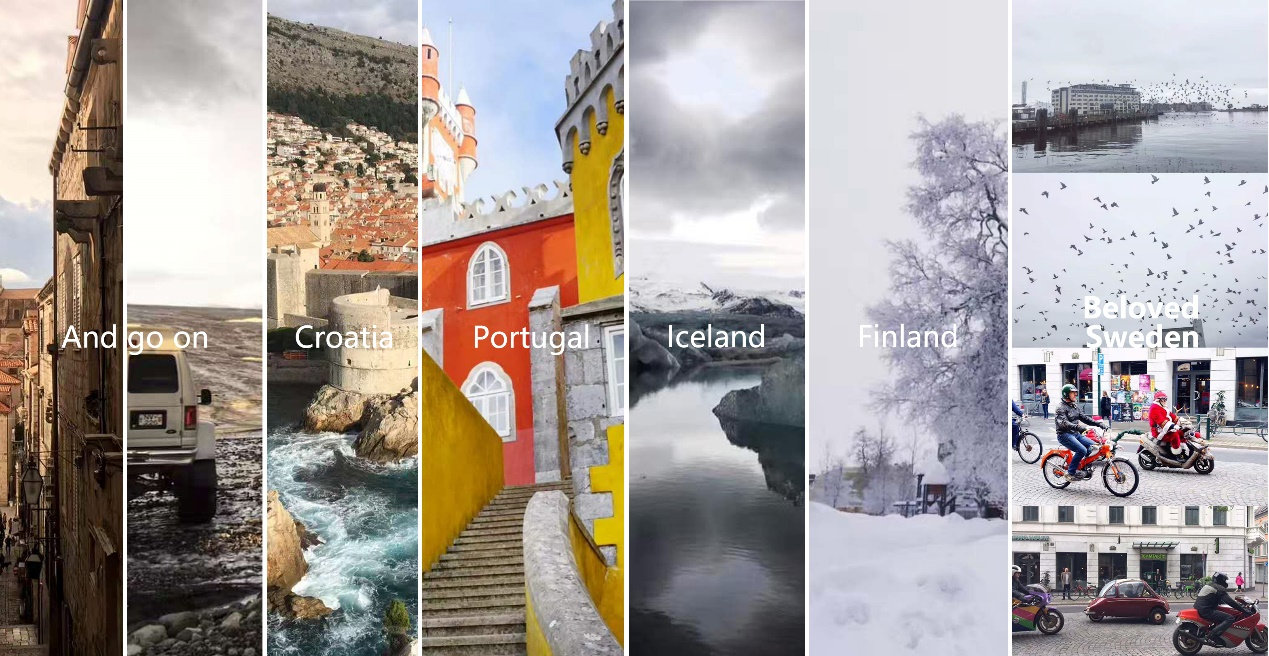 And go on
Croatia
Portugal
Iceland
Finland
Beloved
Sweden